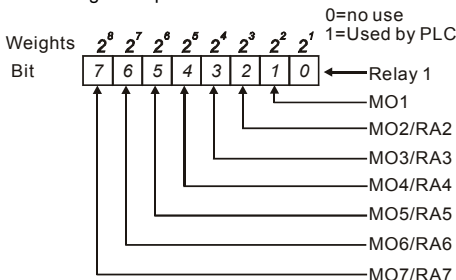 0=no use
1=Used by PLC
Weights 2⁸ 2⁷ 2⁶ 2⁵ 2⁴ 2³ 2² 2¹
Bit 7 6 5 4 3 2 1 0 Relay 1
MO1
MO2/RA2
MO3/RA3
MO4/RA4
MO5/RA5
MO6/RA6
MO7/RA7